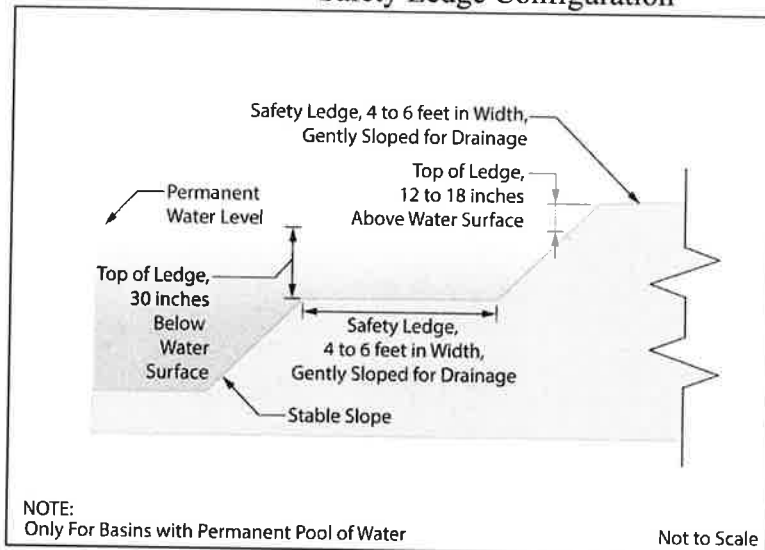 Safety Ledge Configuration
Safety Ledge, 4 to 6 feet in Width,
Gently Sloped for Drainage
Top of Ledge,
12 to 18 inches
Above Water Surface
Permanent
Water Level
Top of Ledge,
30 inches
Below
Water
Surface
Safety Ledge,
4 to 6 feet in Width,
Gently Sloped for Drainage
Stable Slope
NOTE:
Only For Basins with Permanent Pool of Water
Not to Scale